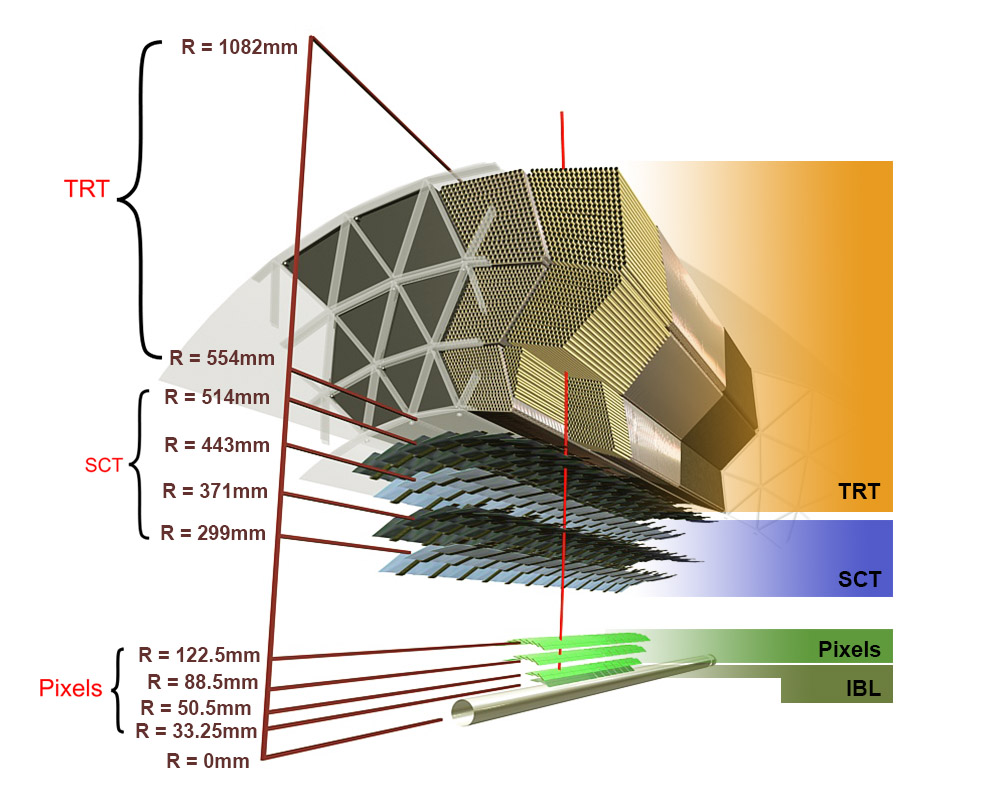 R = 1082mm
TRT
R = 554mm
R = 514mm
R = 443mm
SCT
R = 371mm
R = 299mm
TRT
SCT
R = 122.5mm
Pixels
R = 88.5mm
R = 50.5mm
R = 33.25mm
R = 0mm
Pixels
IBL